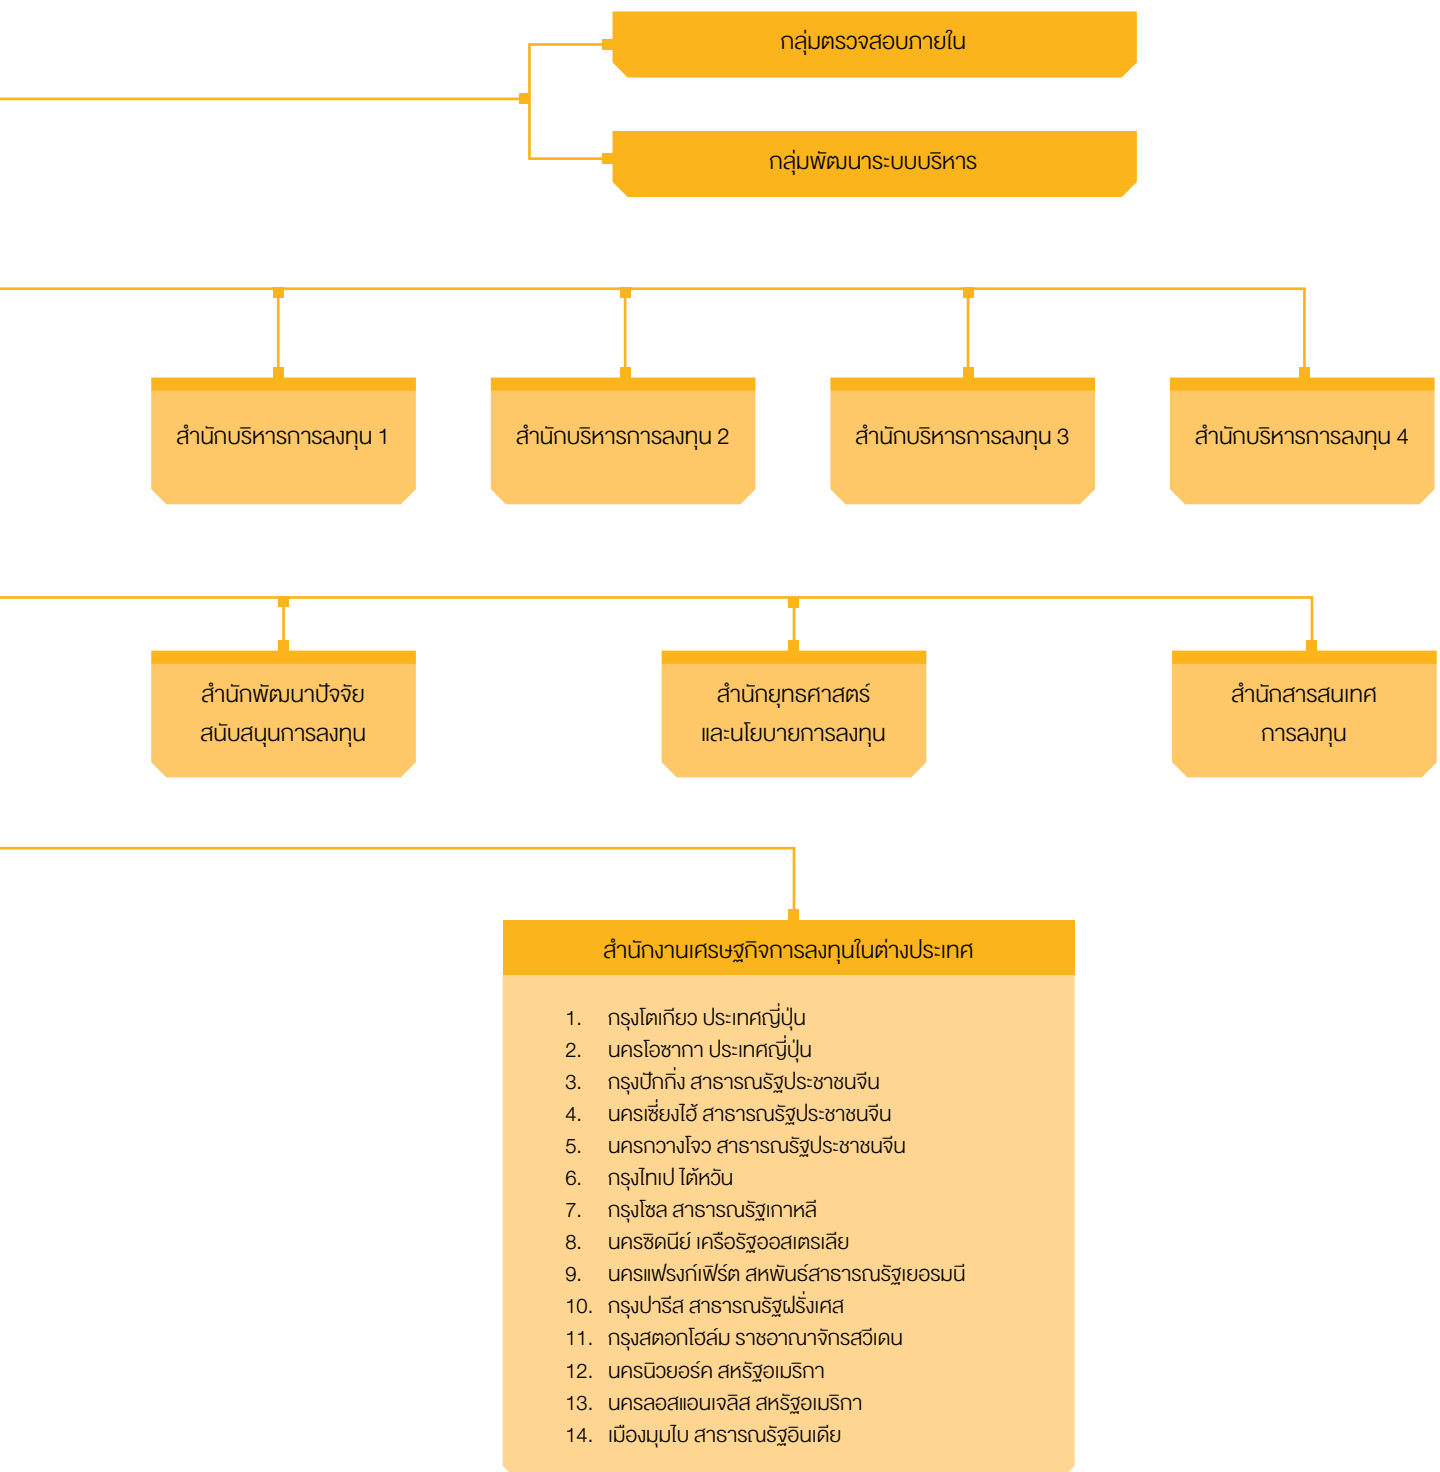 กลุ่มตรวจสอบภายใน
กลุ่มพัฒนาระบบบริหาร
สำนักบริหารการลงทุน 1
สำนักบริหารการลงทุน 2
สำนักบริหารการลงทุน 3
สำนักบริหารการลงทุน 4
สำนักพัฒนาปัจจัย
สนับสนุนการลงทุน
สำนักยุทธศาสตร์
และนโยบายการลงทุน
สำนักสารสนเทศ
การลงทุน
สำนักงานเศรษฐกิจการลงทุนในต่างประเทศ
1. กรุงโตเกียว ประเทศญี่ปุ่น
2. นครโอซากา ประเทศญี่ปุ่น
3. กรุงปักกิ่ง สาธารณรัฐประชาชนจีน
4. นครเซี่ยงไฮ้ สาธารณรัฐประชาชนจีน
5. นครกวางโจว สาธารณรัฐประชาชนจีน
6. กรุงไทเป ไต้หวัน
7. กรุงโซล สาธารณรัฐเกาหลี
8. นครซิดนีย์ เครือรัฐออสเตรเลีย
9. นครแฟรงก์เฟิร์ต สหพันธ์สาธารณรัฐเยอรมนี
10. กรุงปารีส สาธารณรัฐฝรั่งเศส
11. กรุงสตอกโฮล์ม ราชอาณาจักรสวีเดน
12. นครนิวยอร์ค สหรัฐอเมริกา
13. นครลอสแอนเจลิส สหรัฐอเมริกา
14. เมืองมุมไบ สาธารณรัฐอินเดีย